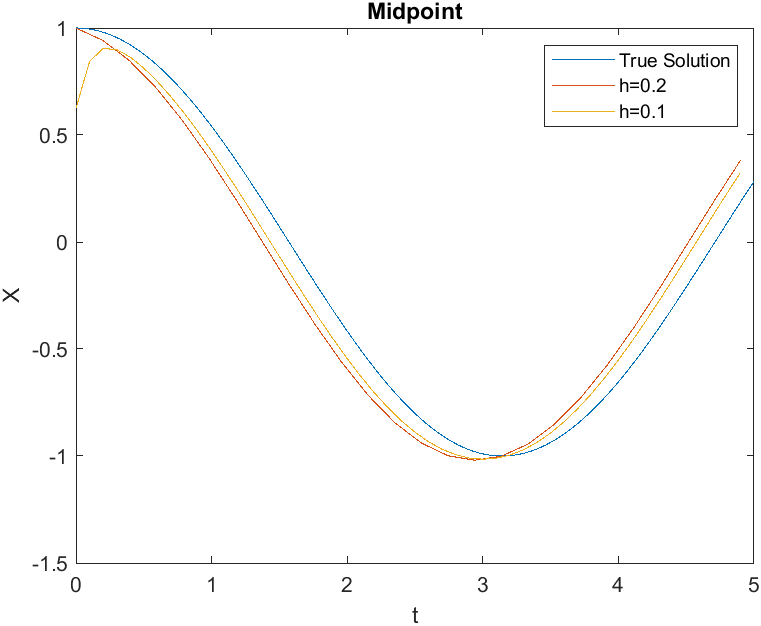 Midpoint
True Solution
h=0.2
h=0.1
1
0.5
0
-0.5
-1
-1.5
X
0 1 2 3 4 5
t